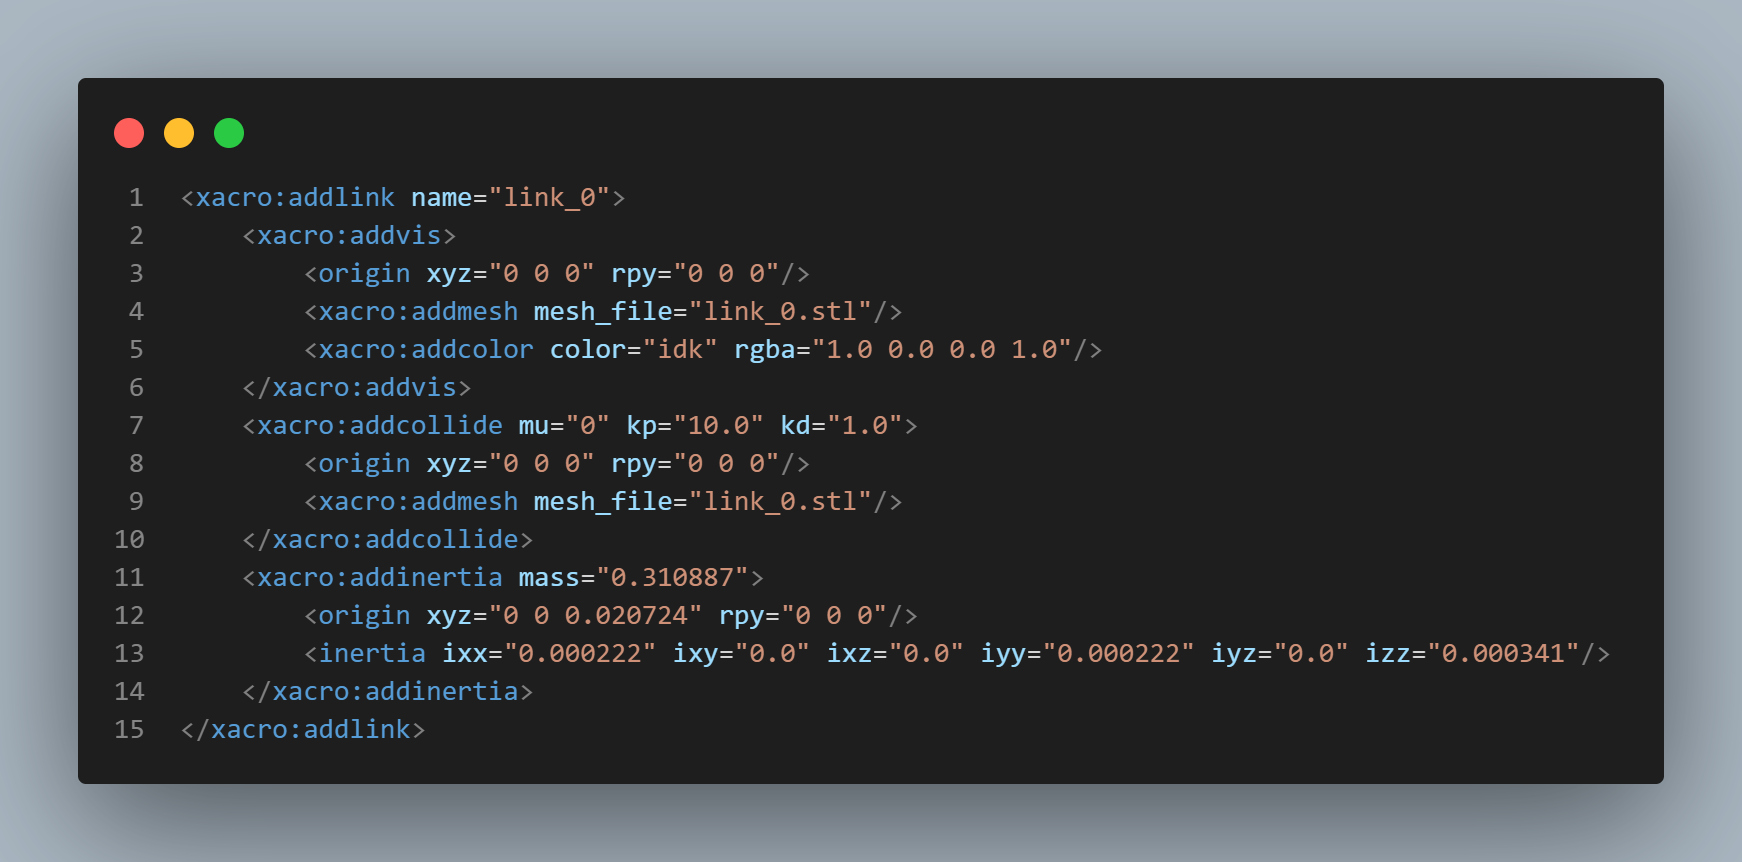 1 <xacro:addlink name="link_0">
2 <xacro:addvis>
3 <origin xyz="0 0 0" rpy="0 0 0"/>
4 <xacro:addmesh mesh_file="link_0.stl"/>
5 <xacro:addcolor color="idk" rgba="1.0 0.0 0.0 1.0"/>
6 </xacro:addvis>
7 <xacro:addcollide mu="0" kp="10.0" kd="1.0">
8 <origin xyz="0 0 0" rpy="0 0 0"/>
9 <xacro:addmesh mesh_file="link_0.stl"/>
10 </xacro:addcollide>
11 <xacro:addinertia mass="0.310887">
12 <origin xyz="0 0 0.020724" rpy="0 0 0"/>
13 <inertia ixx="0.000222" ixy="0.0" ixz="0.0" iyy="0.000222" iyz="0.0" izz="0.000341"/>
14 </xacro:addinertia>
15 </xacro:addlink>